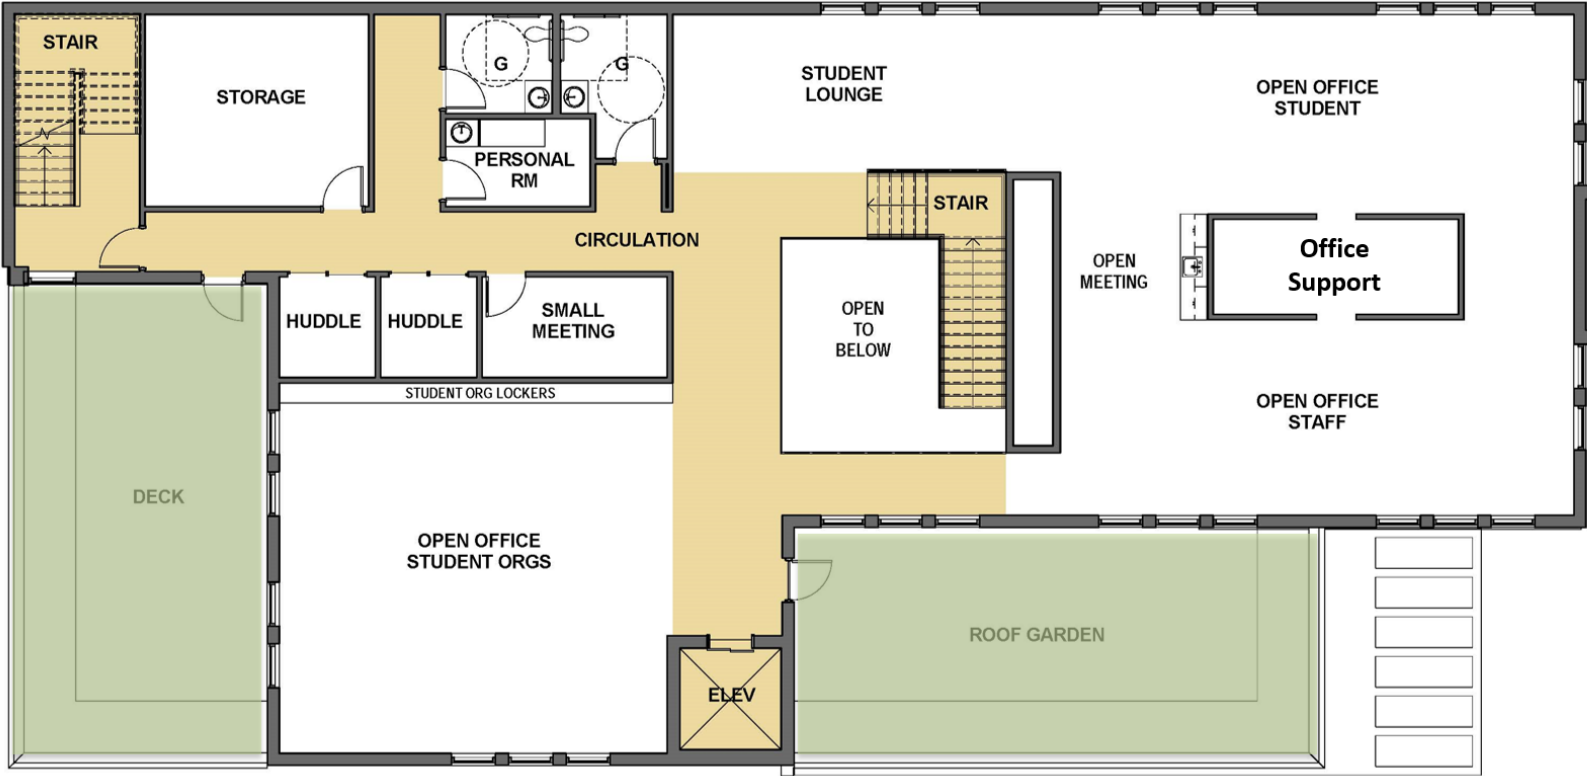 STAIR
STORAGE
G
G
STUDENT
LOUNGE
OPEN OFFICE
STUDENT
PERSONAL
RM
STAIR
CIRCULATION
OPEN
MEETING
Office
Support
HUDDLE
HUDDLE
SMALL
MEETING
OPEN
TO
BELOW
STUDENT ORG LOCKERS
OPEN OFFICE
STAFF
DECK
OPEN OFFICE
STUDENT ORGS
ROOF GARDEN
ELEV